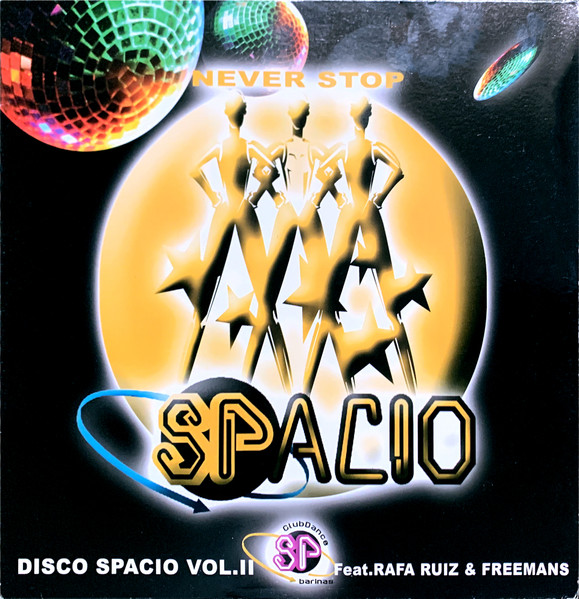 NEVER STOP
SPACIO
ClubDance
SP
barinas
DISCO SPACIO VOL.II
Feat.RAFA RUIZ & FREEMANS